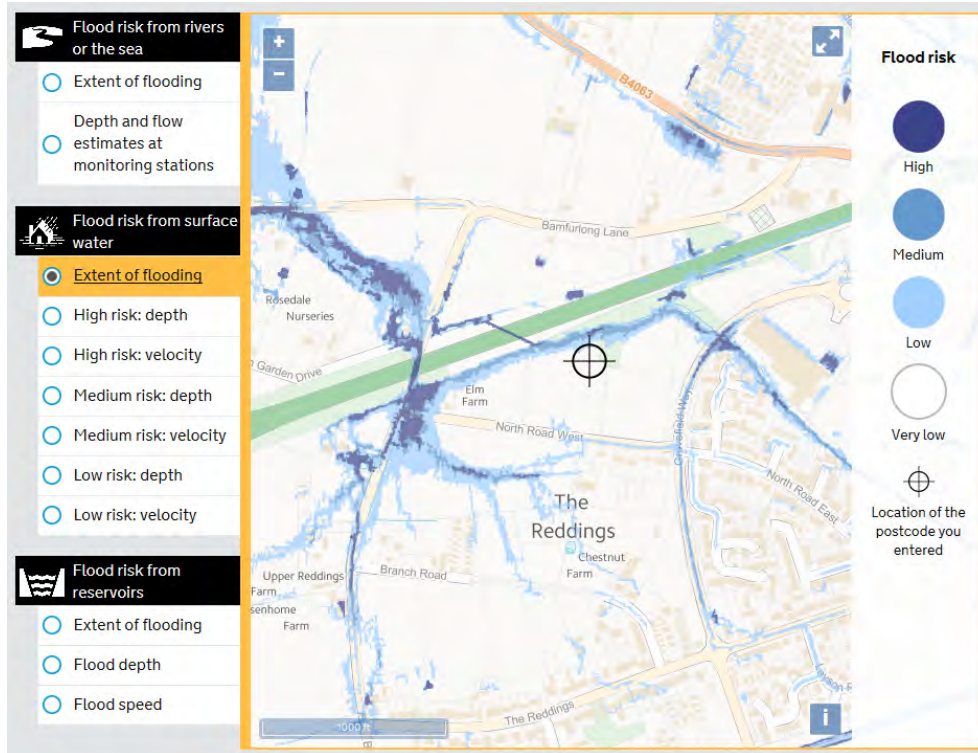 Flood risk from rivers
or the sea
Extent of flooding
Depth and flow
estimates at
monitoring stations
Flood risk from surface
water
Extent of flooding
High risk: depth
High risk: velocity
Medium risk: depth
Medium risk: velocity
Low risk: depth
Low risk: velocity
Flood risk from
reservoirs
Extent of flooding
Flood depth
Flood speed
+
−
B4063
Bamfurlong Lane
Rosedale
Nurseries
Garden Drive
Elm
Farm
North Road West
Grovefield Way
North Road East
The
Reddings
Chestnut
Farm
Branch Road
Upper Reddings
Farm
senhome
Farm
The Reddings
1000 ft
B
i
Flood risk
High
Medium
Low
Very low
Location of the
postcode you
entered